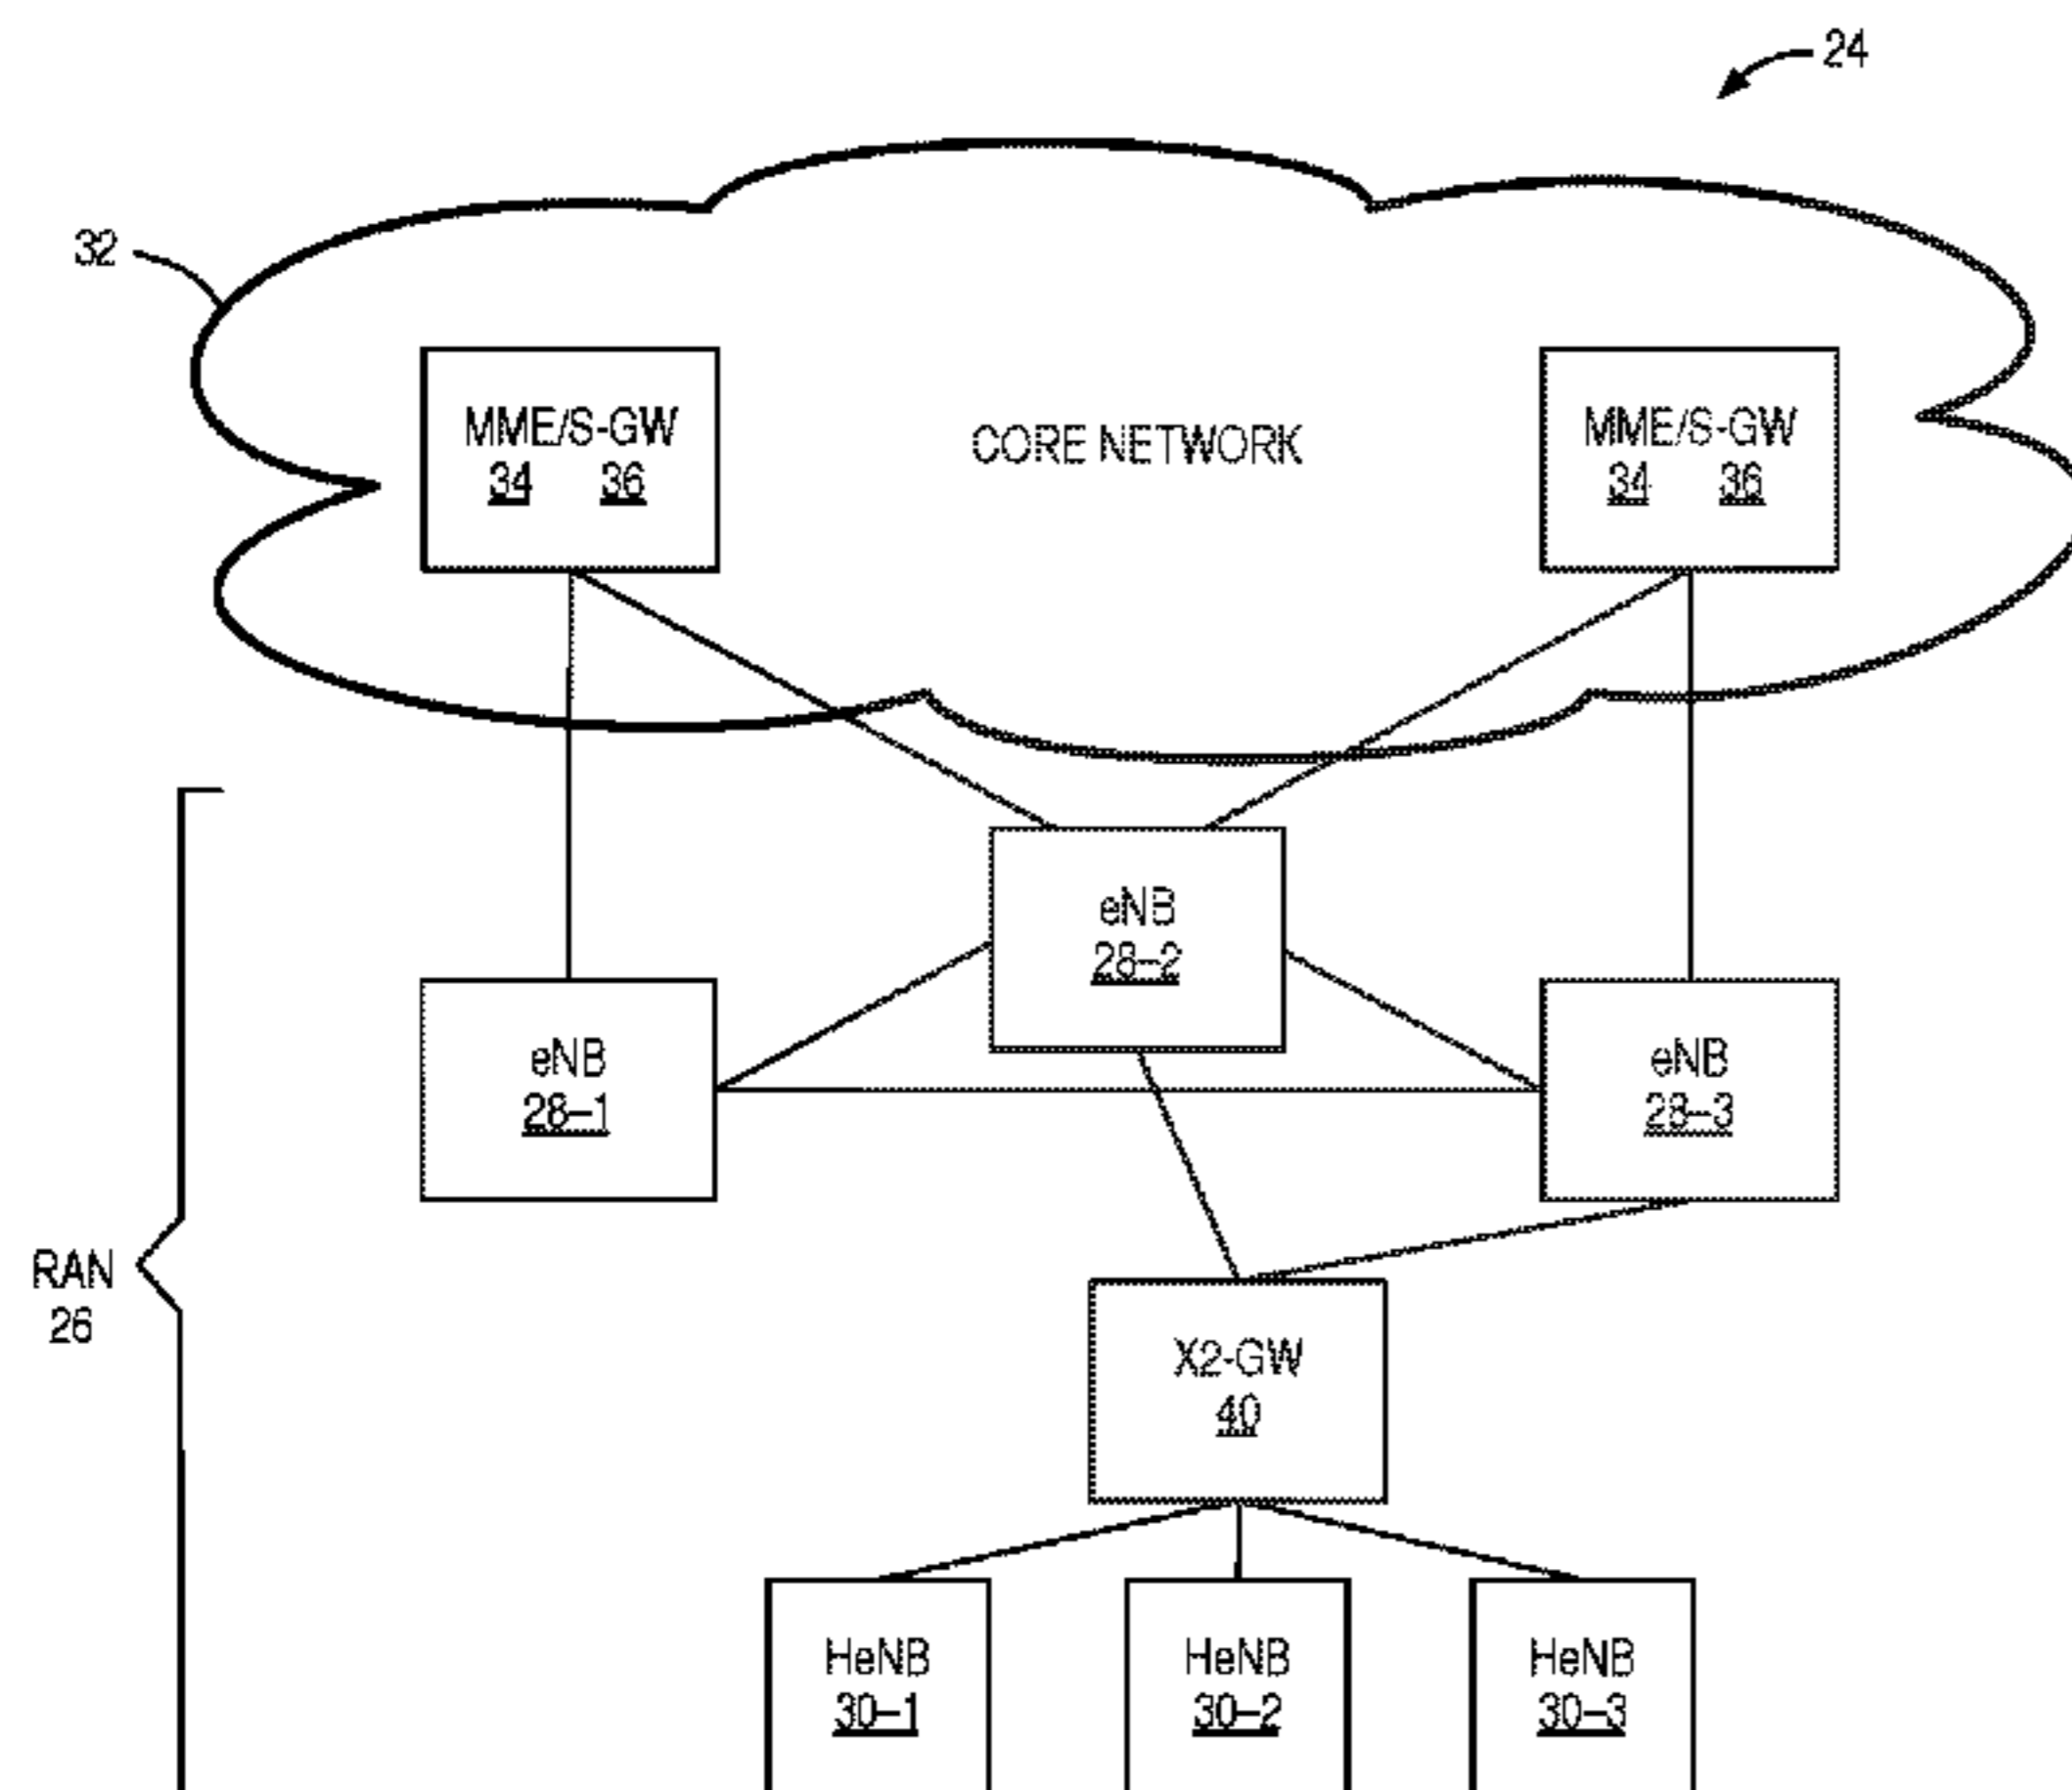 24
32
MME/S-GW
34 36
CORE NETWORK
MME/S-GW
34 36
eNB
28-2
eNB
28-1
eNB
28-3
RAN
26
X2-GW
40
HeNB
30-1
HeNB
30-2
HeNB
30-3